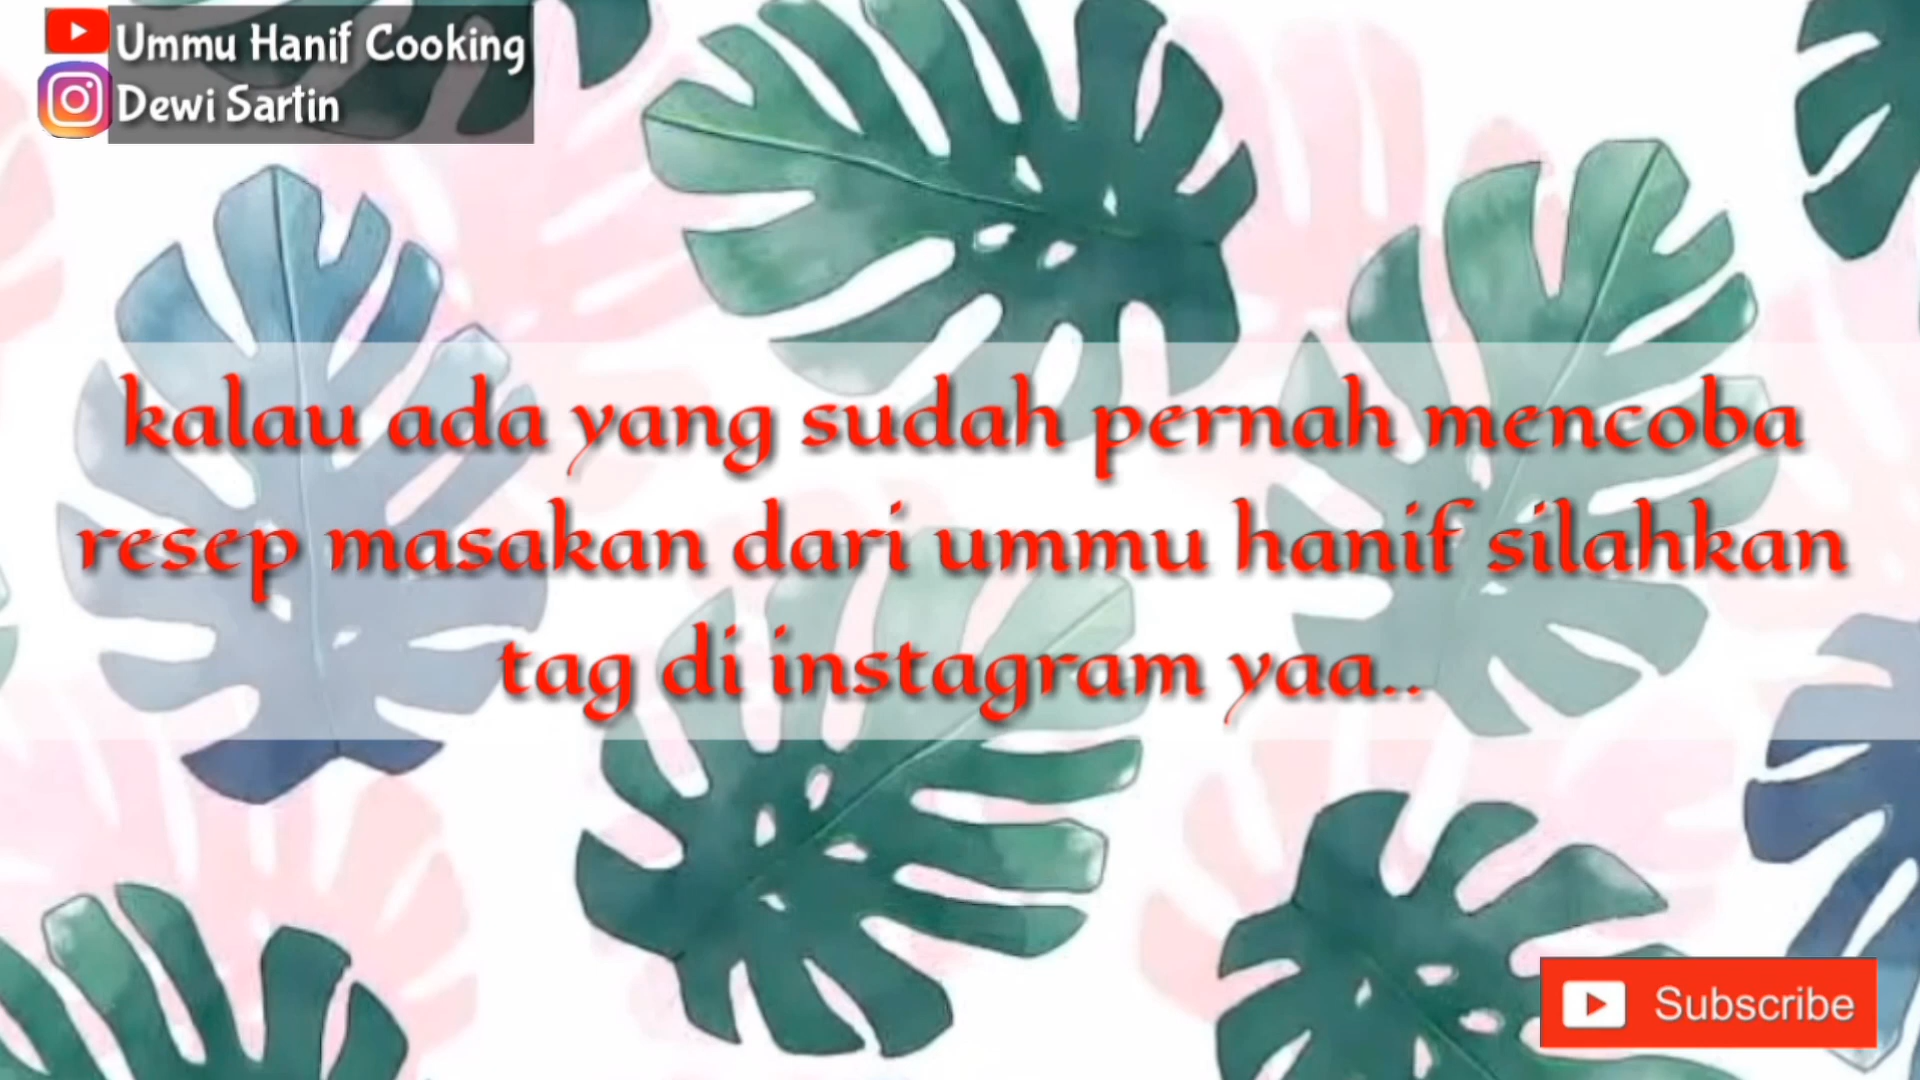 Ummu Hanif Cooking
Dewi Sartin
kalau ada yang sudah pernah mencoba
resep masakan dari ummu hanif silahkan
tag di instagram yaa..
Subscribe